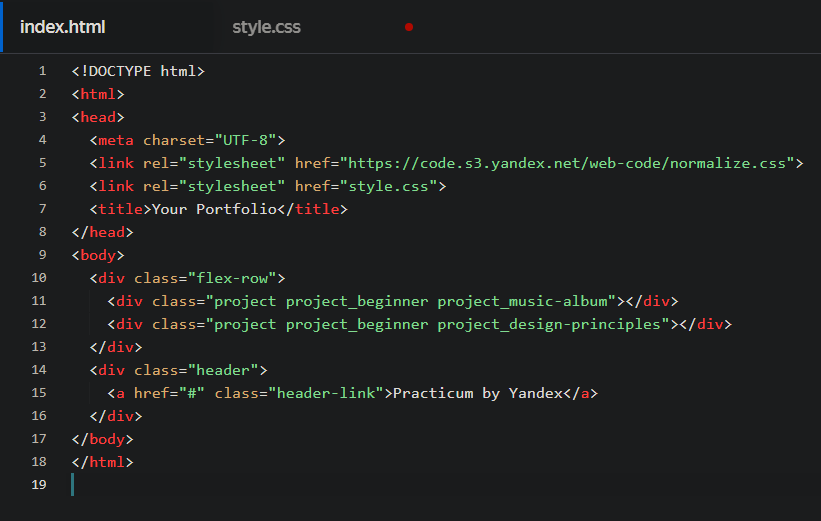 index.html style.css
1 <!DOCTYPE html>
2 <html>
3 <head>
4   <meta charset="UTF-8">
5   <link rel="stylesheet" href="https://code.s3.yandex.net/web-code/normalize.css">
6   <link rel="stylesheet" href="style.css">
7   <title>Your Portfolio</title>
8 </head>
9 <body>
10   <div class="flex-row">
11     <div class="project project_beginner project_music-album"></div>
12     <div class="project project_beginner project_design-principles"></div>
13   </div>
14   <div class="header">
15     <a href="#" class="header-link">Practicum by Yandex</a>
16   </div>
17 </body>
18 </html>
19